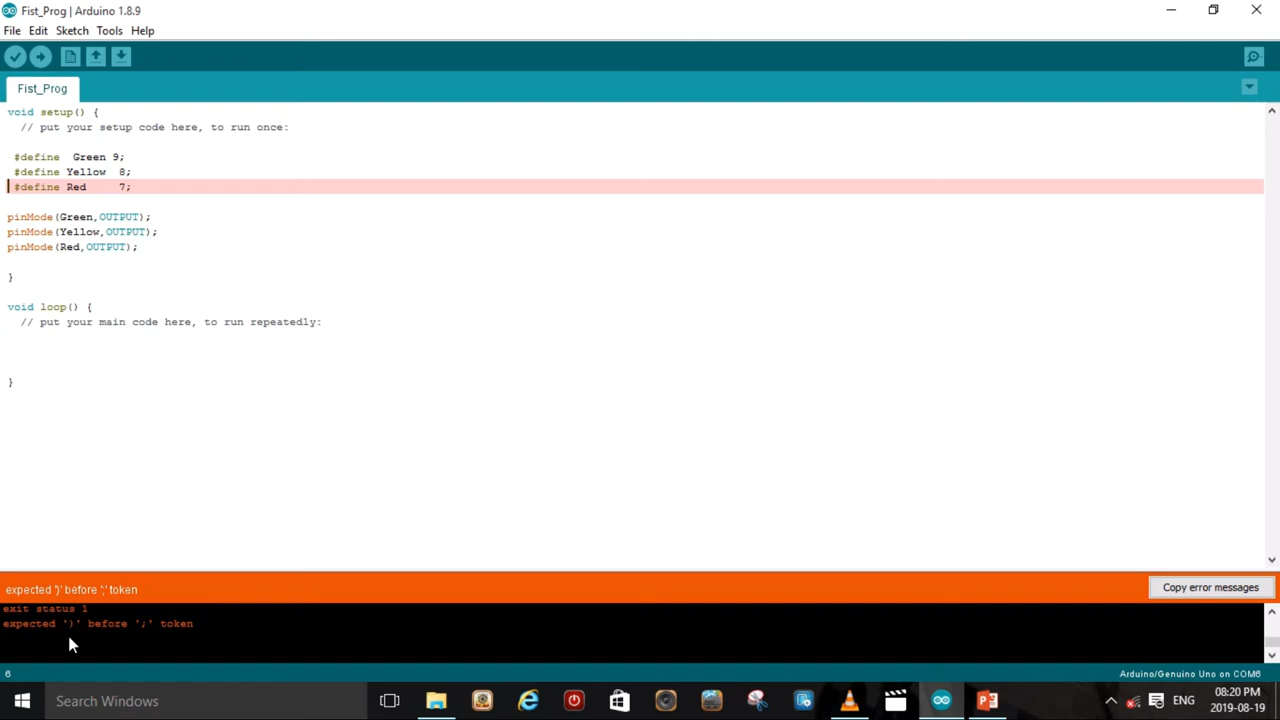 Fist_Prog | Arduino 1.8.9
File Edit Sketch Tools Help
Fist_Prog
void setup() {
// put your setup code here, to run once:
#define  Green 9;
#define Yellow  8;
#define Red     7;
pinMode(Green,OUTPUT);
pinMode(Yellow,OUTPUT);
pinMode(Red,OUTPUT);
}
void loop() {
// put your main code here, to run repeatedly:
}
expected ')' before ';' token
Copy error messages
exit status 1
expected ')' before ';' token
6
Arduino/Genuino Uno on COM6
Search Windows
ENG
08:20 PM
2019-08-19